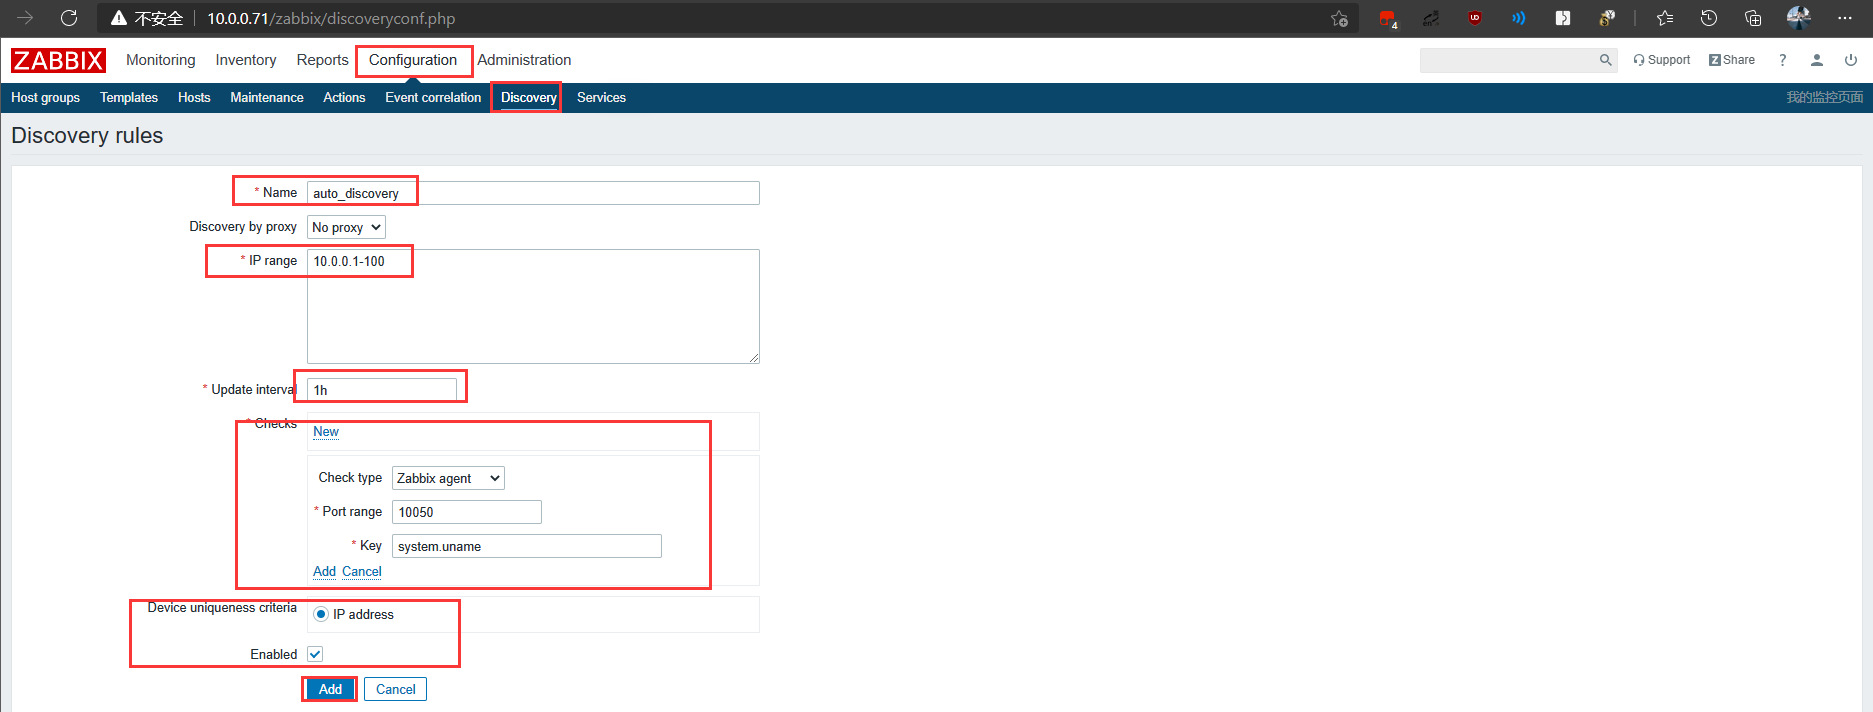 不安全 10.0.0.71/zabbix/discoveryconf.php
4 en UD
ZABBIX Monitoring Inventory Reports Configuration Administration Support Z Share ?
Host groups Templates Hosts Maintenance Actions Event correlation Discovery Services 我的监控页面
Discovery rules
* Name auto_discovery
Discovery by proxy No proxy
* IP range 10.0.0.1-100
* Update interval 1h
* Checks
New
Check type Zabbix agent
* Port range 10050
* Key system.uname
Add Cancel
Device uniqueness criteria
IP address
Enabled
Add Cancel